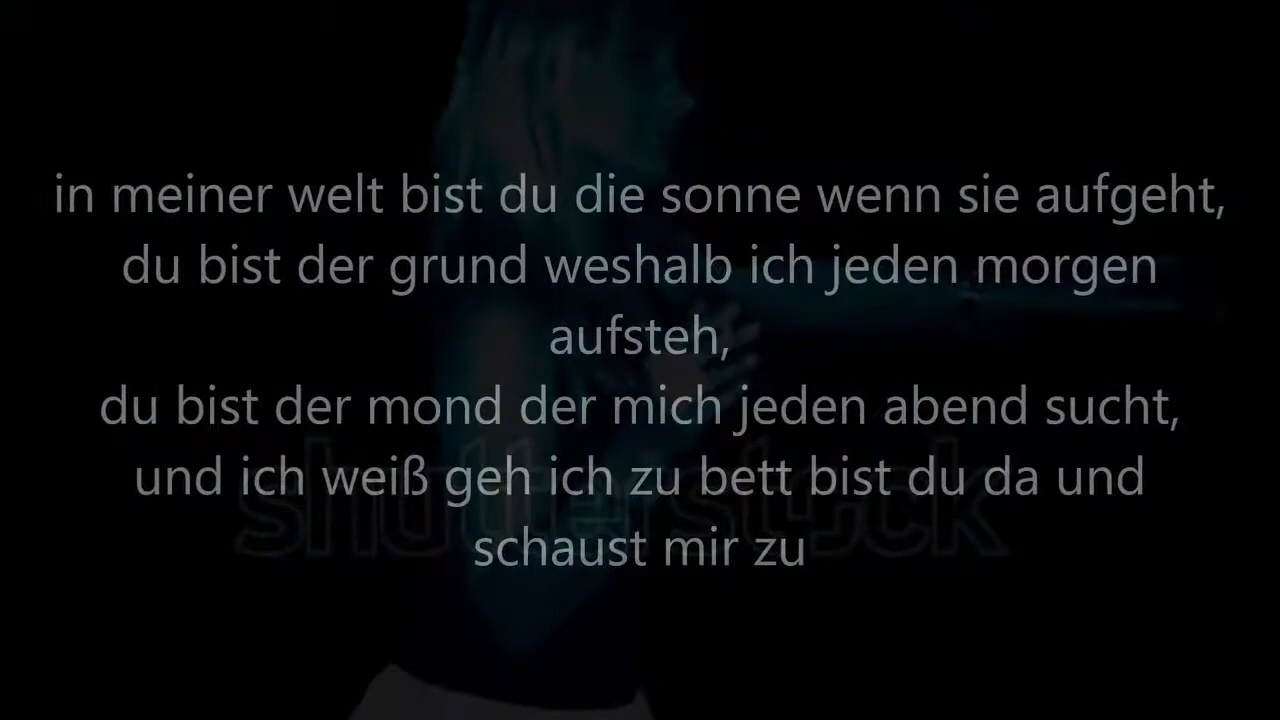 in meiner welt bist du die sonne wenn sie aufgeht,
du bist der grund weshalb ich jeden morgen
aufsteh,
du bist der mond der mich jeden abend sucht,
und ich weiß geh ich zu bett bist du da und
schaust mir zu
shutterstock